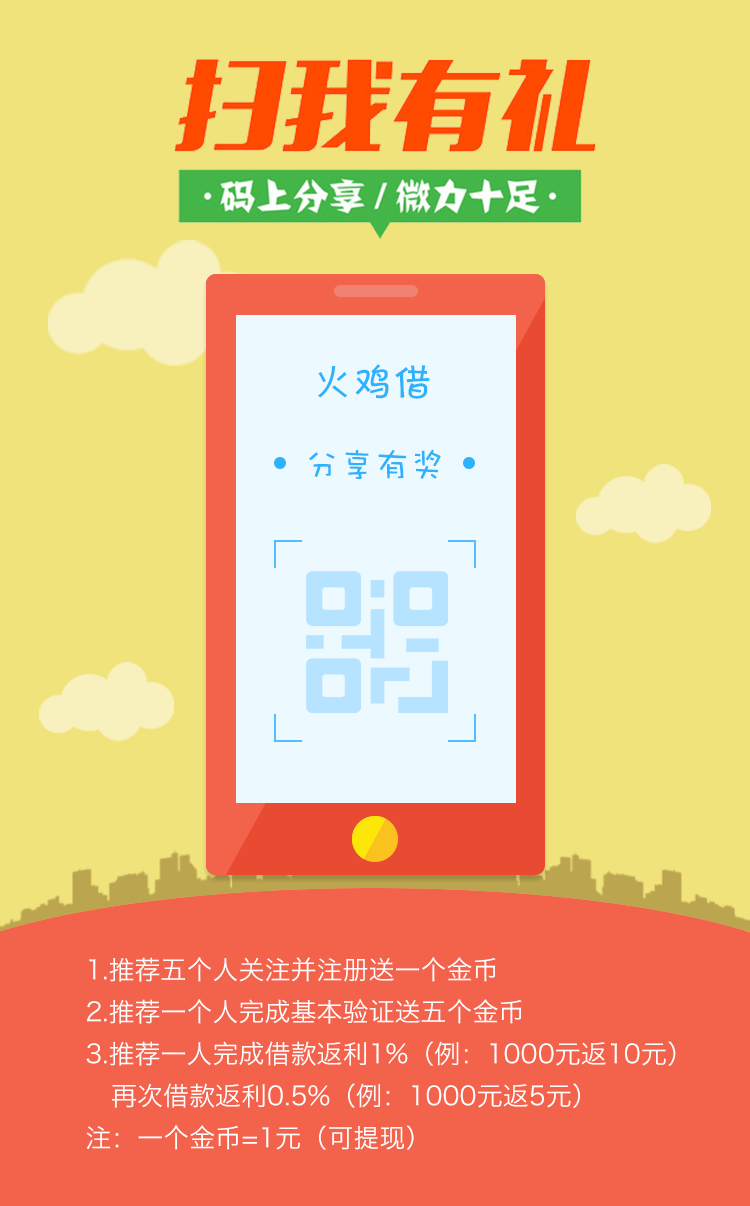 扫我有礼
·码上分享/微力十足·
火鸡借
• 分享有奖 •
1.推荐五个人关注并注册送一个金币
2.推荐一个人完成基本验证送五个金币
3.推荐一人完成借款返利1%（例：1000元返10元）
再次借款返利0.5%（例：1000元返5元）
注：一个金币=1元（可提现）